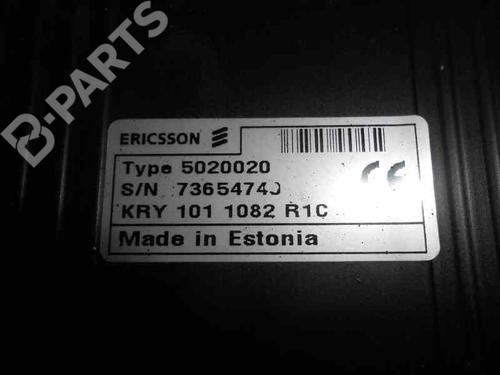 B-PARTS
ERICSSON
Type 5020020
S/N 7365474J
KRY 101 1082 R1C
CE
Made in Estonia